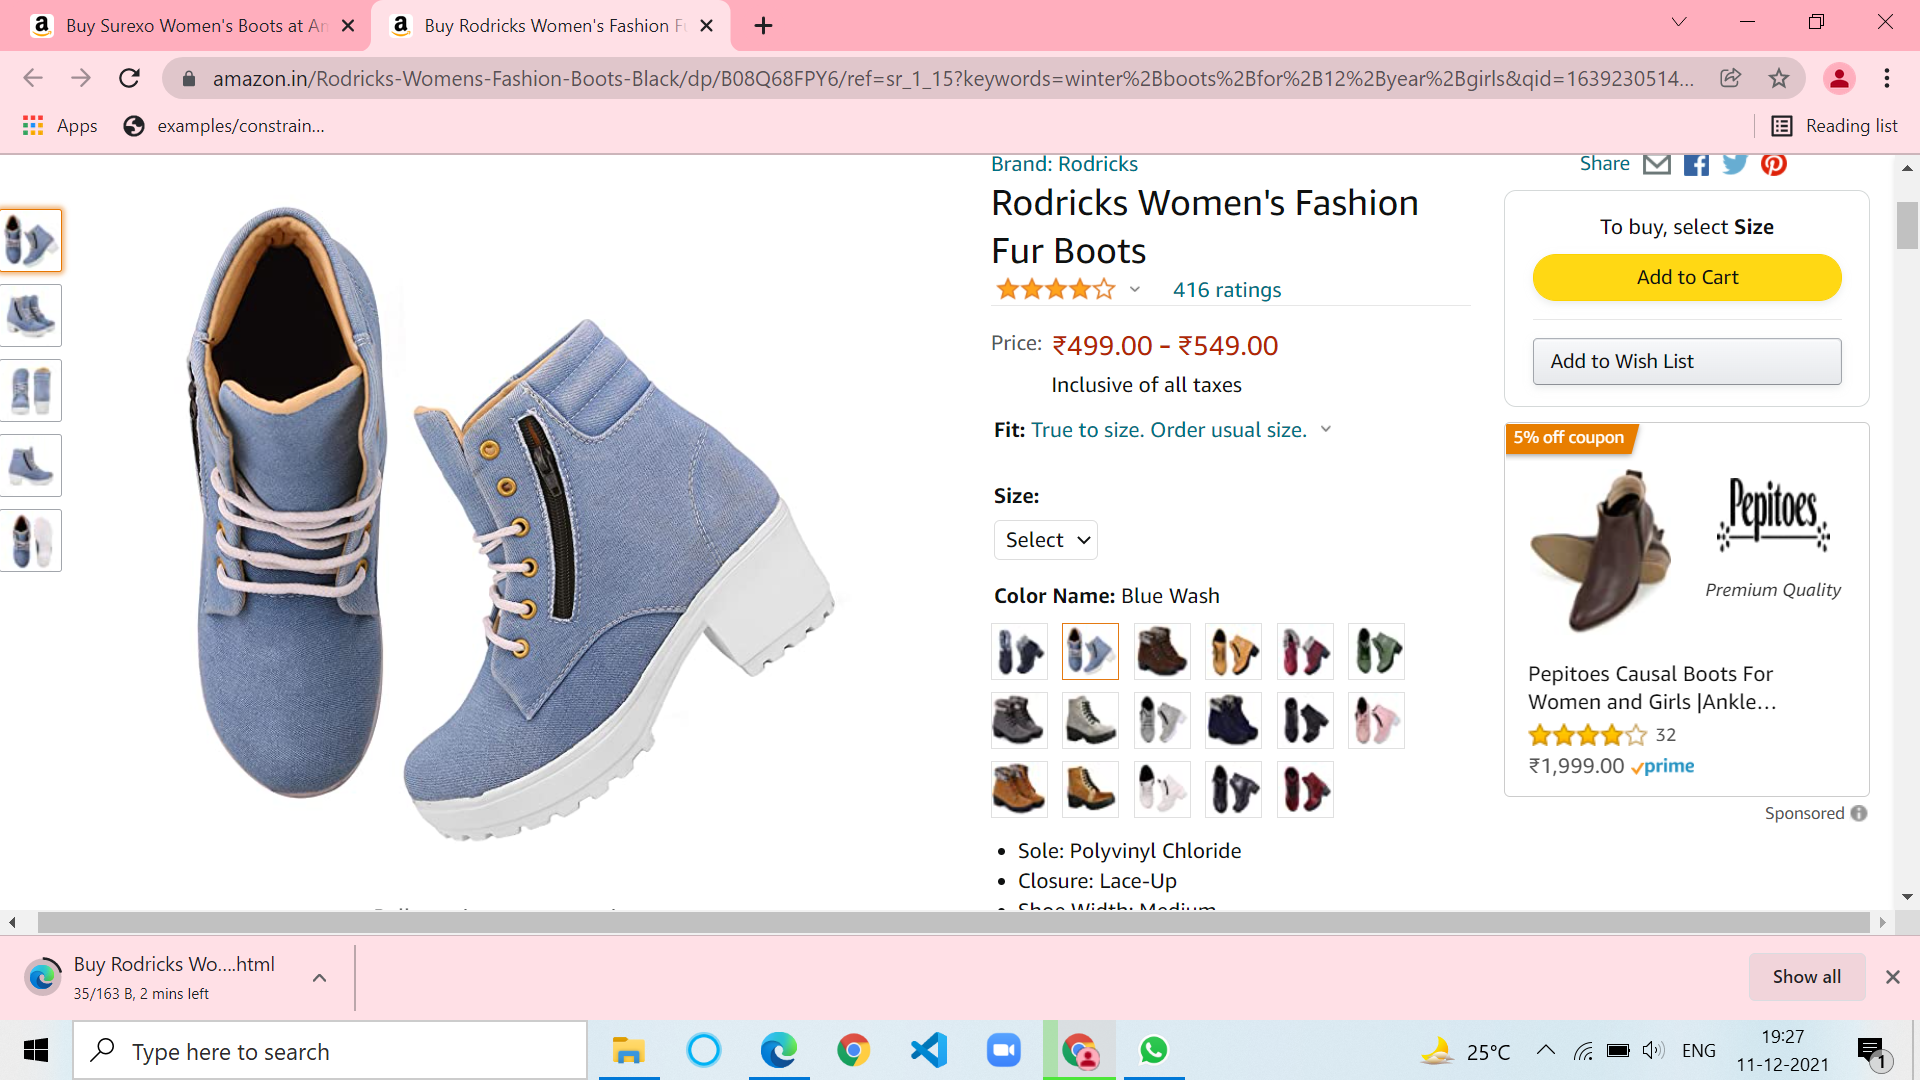 Buy Surexo Women's Boots at An
Buy Rodricks Women's Fashion F
amazon.in/Rodricks-Womens-Fashion-Boots-Black/dp/B08Q68FPY6/ref=sr_1_15?keywords=winter%2Bboots%2Bfor%2B12%2Byear%2Bgirls&qid=1639230514...
Apps
examples/constrain...
Reading list
Brand: Rodricks
Rodricks Women's Fashion
Fur Boots
416 ratings
Price: ₹499.00 - ₹549.00
Inclusive of all taxes
Fit: True to size. Order usual size.
Size:
Select
Color Name: Blue Wash
• Sole: Polyvinyl Chloride
• Closure: Lace-Up
• Shoe Width: Medium
Share
To buy, select Size
Add to Cart
Add to Wish List
5% off coupon
Pepitoes
Premium Quality
Pepitoes Causal Boots For
Women and Girls |Ankle...
32
₹1,999.00 prime
Sponsored
Buy Rodricks Wo....html
35/163 B, 2 mins left
Show all
Type here to search
25°C
ENG
19:27
11-12-2021
1